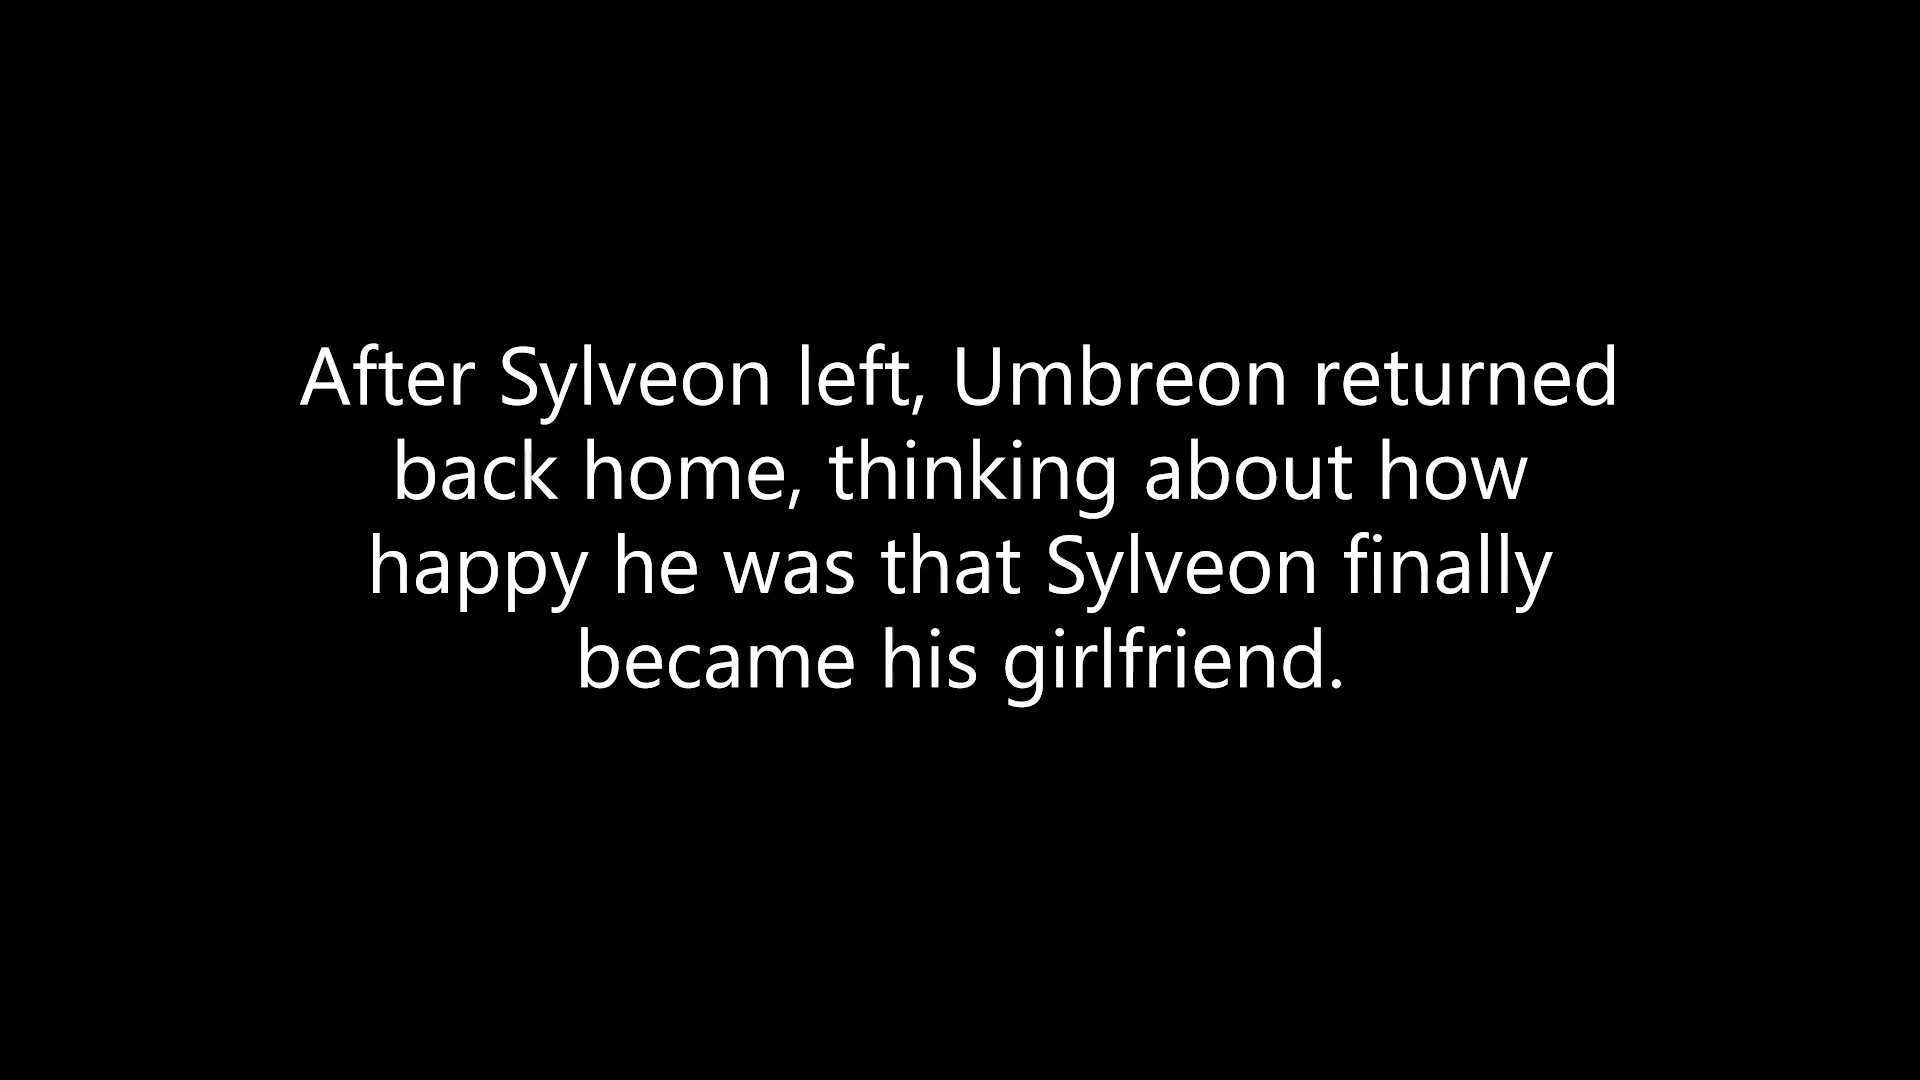 After Sylveon left, Umbreon returned
back home, thinking about how
happy he was that Sylveon finally
became his girlfriend.